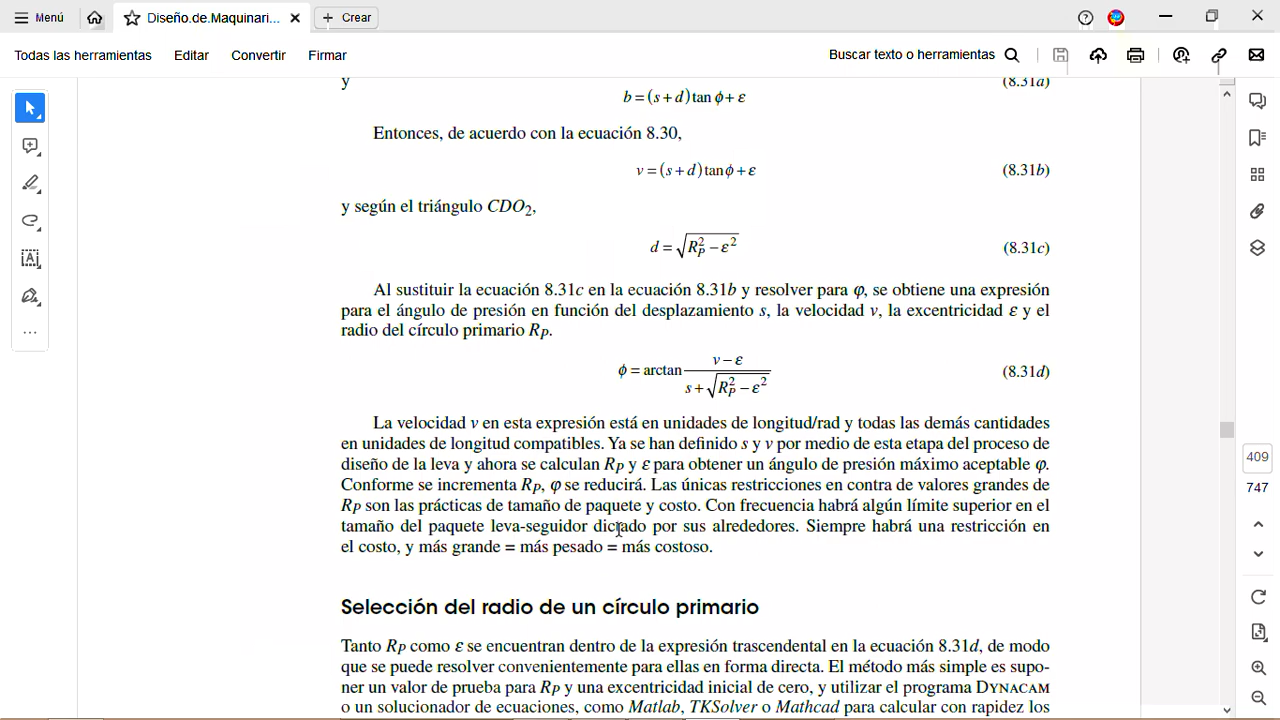 Menú
Diseño.de.Maquinari...
Crear
Todas las herramientas
Editar
Convertir
Firmar
Buscar texto o herramientas
y
(8.31a)
b = (s + d) tan ϕ + ε
Entonces, de acuerdo con la ecuación 8.30,
v = (s + d) tan ϕ + ε (8.31b)
y según el triángulo CDO₂,
d = √(R_P² − ε²) (8.31c)
Al sustituir la ecuación 8.31c en la ecuación 8.31b y resolver para φ, se obtiene una expresión
para el ángulo de presión en función del desplazamiento s, la velocidad v, la excentricidad ε y el
radio del círculo primario R_P.
ϕ = arctan (v − ε) / (s + √(R_P² − ε²)) (8.31d)
La velocidad v en esta expresión está en unidades de longitud/rad y todas las demás cantidades
en unidades de longitud compatibles. Ya se han definido s y v por medio de esta etapa del proceso de
diseño de la leva y ahora se calculan R_P y ε para obtener un ángulo de presión máximo aceptable φ.
Conforme se incrementa R_P, φ se reducirá. Las únicas restricciones en contra de valores grandes de
R_P son las prácticas de tamaño de paquete y costo. Con frecuencia habrá algún límite superior en el
tamaño del paquete leva-seguidor dictado por sus alrededores. Siempre habrá una restricción en
el costo, y más grande = más pesado = más costoso.
Selección del radio de un círculo primario
Tanto R_P como ε se encuentran dentro de la expresión trascendental en la ecuación 8.31d, de modo
que se puede resolver convenientemente para ellas en forma directa. El método más simple es supo-
ner un valor de prueba para R_P y una excentricidad inicial de cero, y utilizar el programa DYNACAM
o un solucionador de ecuaciones, como Matlab, TKSolver o Mathcad para calcular con rapidez los
409
747